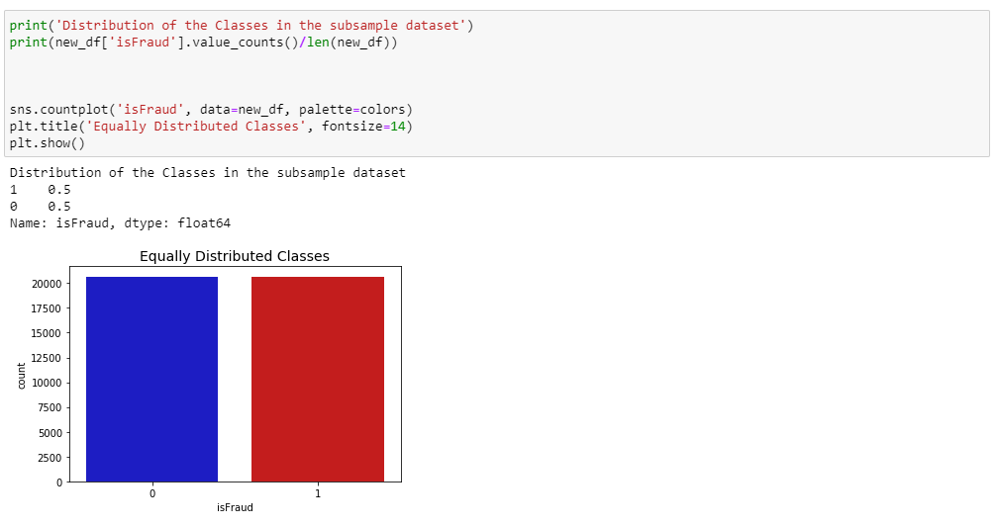 print('Distribution of the Classes in the subsample dataset')
print(new_df['isFraud'].value_counts()/len(new_df))
sns.countplot('isFraud', data=new_df, palette=colors)
plt.title('Equally Distributed Classes', fontsize=14)
plt.show()
Distribution of the Classes in the subsample dataset
1    0.5
0    0.5
Name: isFraud, dtype: float64
Equally Distributed Classes
20000
17500
15000
12500
10000
7500
5000
2500
0
count
0 1
isFraud